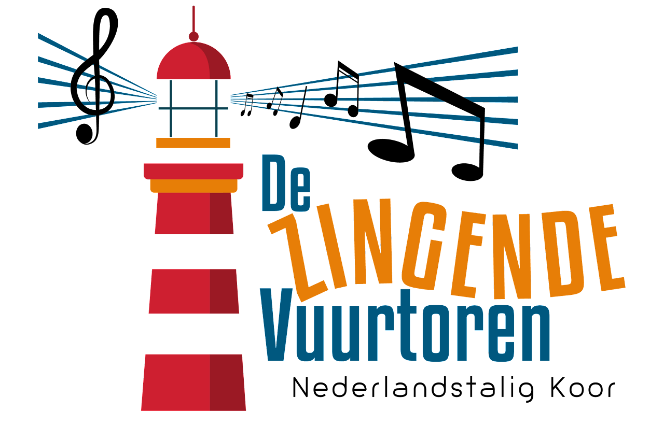 De
ZINGENDE
Vuurtoren
Nederlandstalig Koor